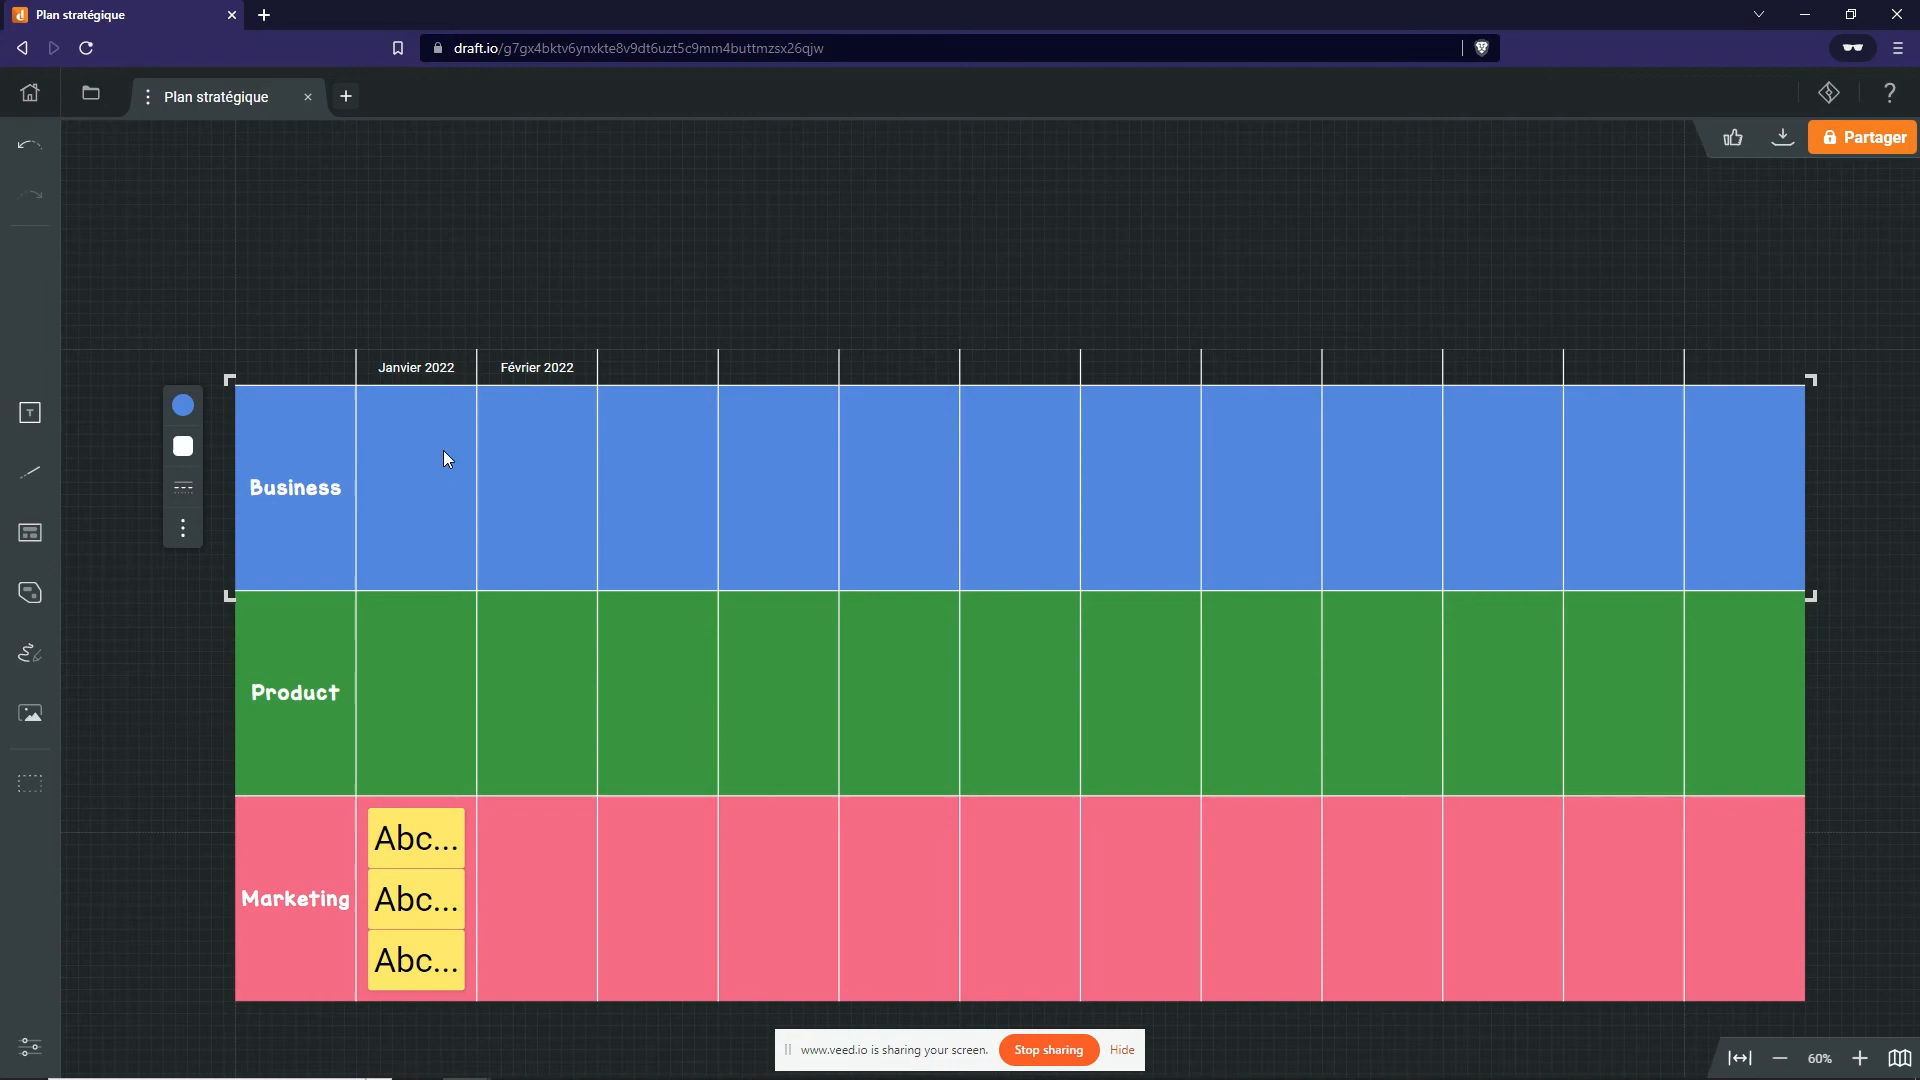 Plan stratégique
draft.io/g7gx4bktv6ynxkte8v9dt6uzt5c9mm4buttmzsx26qjw
Plan stratégique
Partager
Janvier 2022
Février 2022
Business
Product
Marketing
Abc...
Abc...
Abc...
www.veed.io is sharing your screen.
Stop sharing
Hide
60%